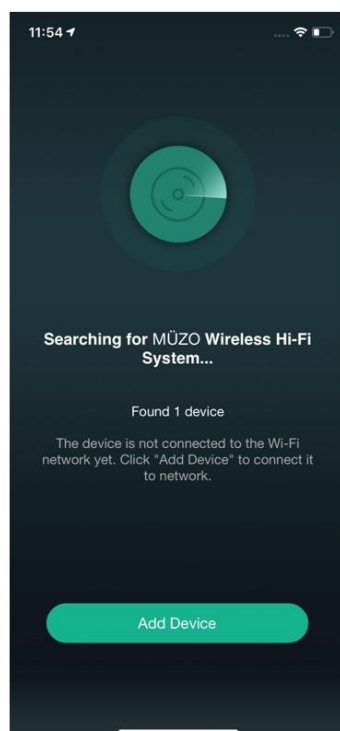 11:54
Searching for MÜZO Wireless Hi-Fi
System...
Found 1 device
The device is not connected to the Wi-Fi
network yet. Click "Add Device" to connect it
to network.
Add Device